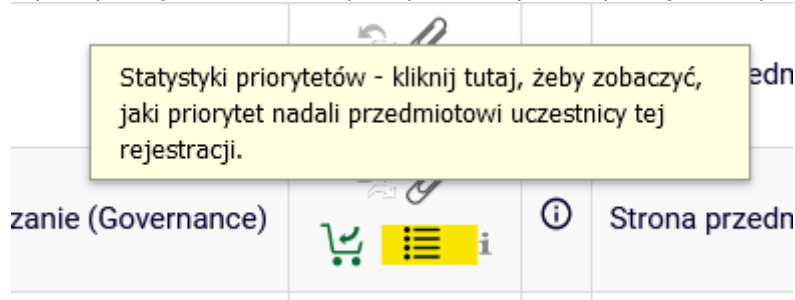 Statystyki priorytetów - kliknij tutaj, żeby zobaczyć,
jaki priorytet nadali przedmiotowi uczestnicy tej
rejestracji.
zanie (Governance)
Strona przedn